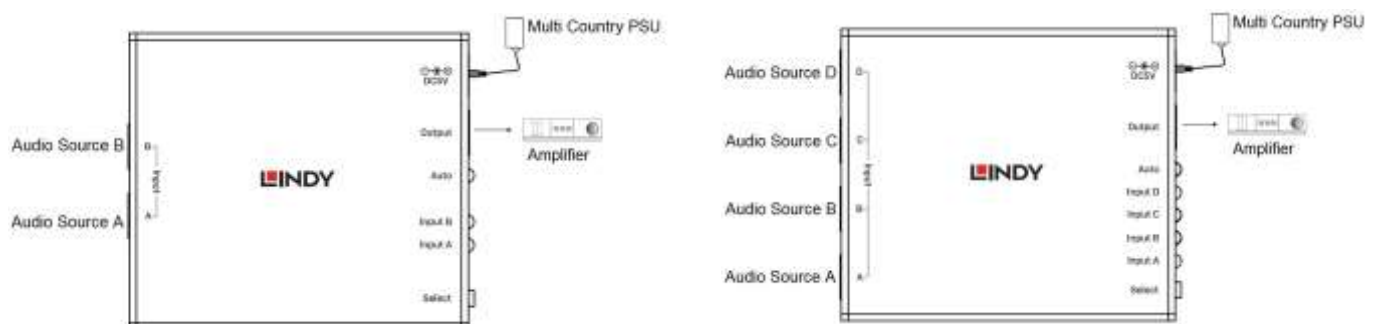 Multi Country PSU
DC5V
Audio Source B
B
Output
Amplifier
Input
LINDY
Auto
Audio Source A
A
Input B
Input A
Select
Multi Country PSU
Audio Source D
D
DC5V
Audio Source C
C
Output
Amplifier
Input
LINDY
Auto
Input D
Audio Source B
B
Input C
Input B
Audio Source A
A
Input A
Select